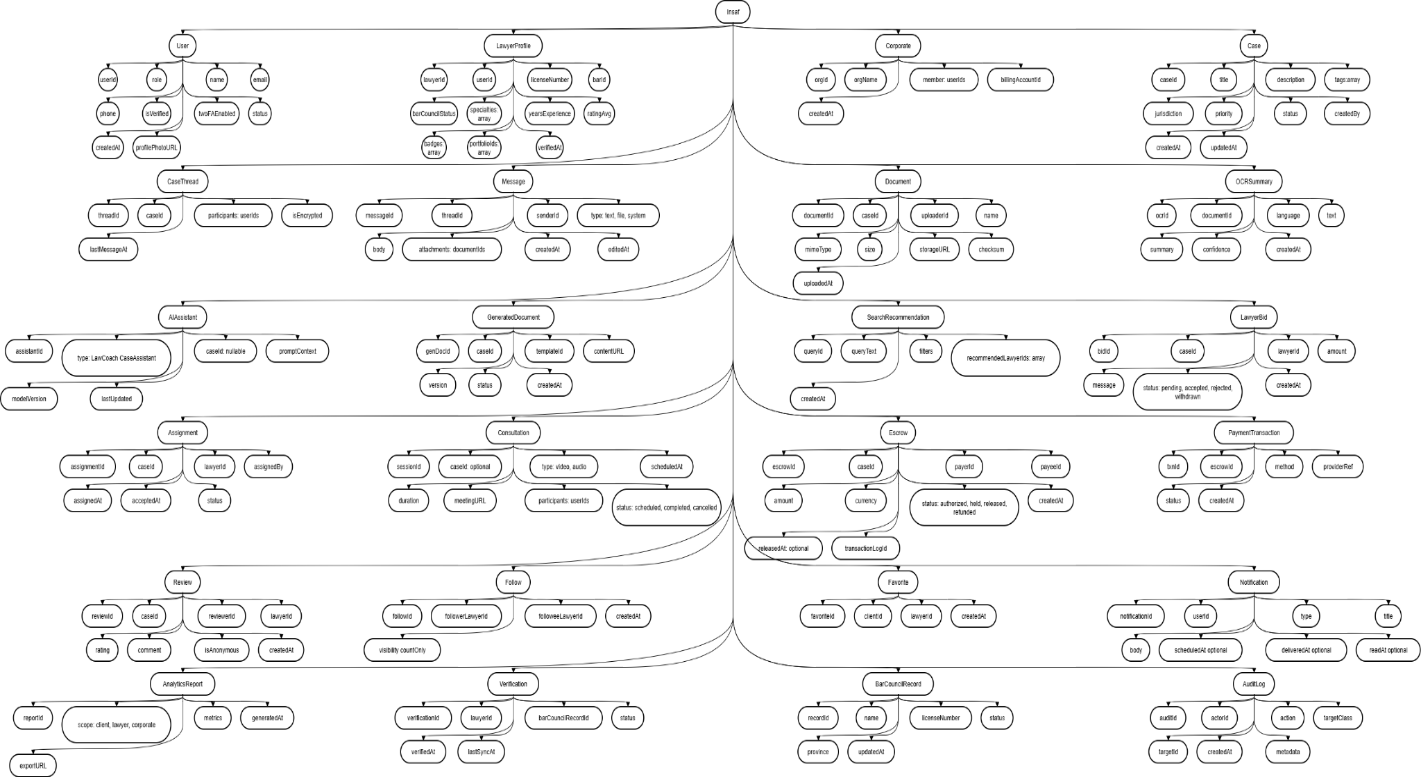 Insaf
User
LawyerProfile
Corporate
Case
userId
role
name
email
lawyerId
userId
licenseNumber
barId
orgId
orgName
member: userIds
billingAccountId
caseId
title
description
tags:array
phone
isVerified
twoFAEnabled
status
barCouncilStatus
specialties:
array
yearsExperience
ratingAvg
createdAt
jurisdiction
priority
status
createdBy
createdAt
profilePhotoURL
badges:
array
portfolioIds:
array
verifiedAt
createdAt
updatedAt
CaseThread
Message
Document
OCRSummary
threadId
caseId
participants: userIds
isEncrypted
messageId
threadId
senderId
type: text, file, system
documentId
caseId
uploaderId
name
ocrId
documentId
language
text
lastMessageAt
body
attachments: documentIds
createdAt
editedAt
mimeType
size
storageURL
checksum
summary
confidence
createdAt
uploadedAt
AIAssistant
GeneratedDocument
SearchRecommendation
LawyerBid
assistantId
type: LawCoach CaseAssistant
caseId: nullable
promptContext
genDocId
caseId
templateId
contentURL
queryId
queryText
filters
recommendedLawyerIds: array
bidId
caseId
lawyerId
amount
modelVersion
lastUpdated
version
status
createdAt
createdAt
message
status: pending, accepted, rejected,
withdrawn
createdAt
Assignment
Consultation
Escrow
PaymentTransaction
assignmentId
caseId
lawyerId
assignedBy
sessionId
caseId: optional
type: video, audio
scheduledAt
escrowId
caseId
payerId
payeeId
txnId
escrowId
method
providerRef
assignedAt
acceptedAt
status
duration
meetingURL
participants: userIds
status: scheduled, completed, cancelled
amount
currency
status: authorized, held, released,
refunded
createdAt
status
createdAt
releasedAt: optional
transactionLogId
Review
Follow
Favorite
Notification
reviewId
caseId
reviewerId
lawyerId
followId
followerLawyerId
followeeLawyerId
createdAt
favoriteId
clientId
lawyerId
createdAt
notificationId
userId
type
title
rating
comment
isAnonymous
createdAt
visibility countOnly
body
scheduledAt optional
deliveredAt optional
readAt optional
AnalyticsReport
Verification
BarCouncilRecord
AuditLog
reportId
scope: client, lawyer, corporate
metrics
generatedAt
verificationId
lawyerId
barCouncilRecordId
status
recordId
name
licenseNumber
status
auditId
actorId
action
targetClass
exportURL
verifiedAt
lastSyncAt
province
updatedAt
targetId
createdAt
metadata